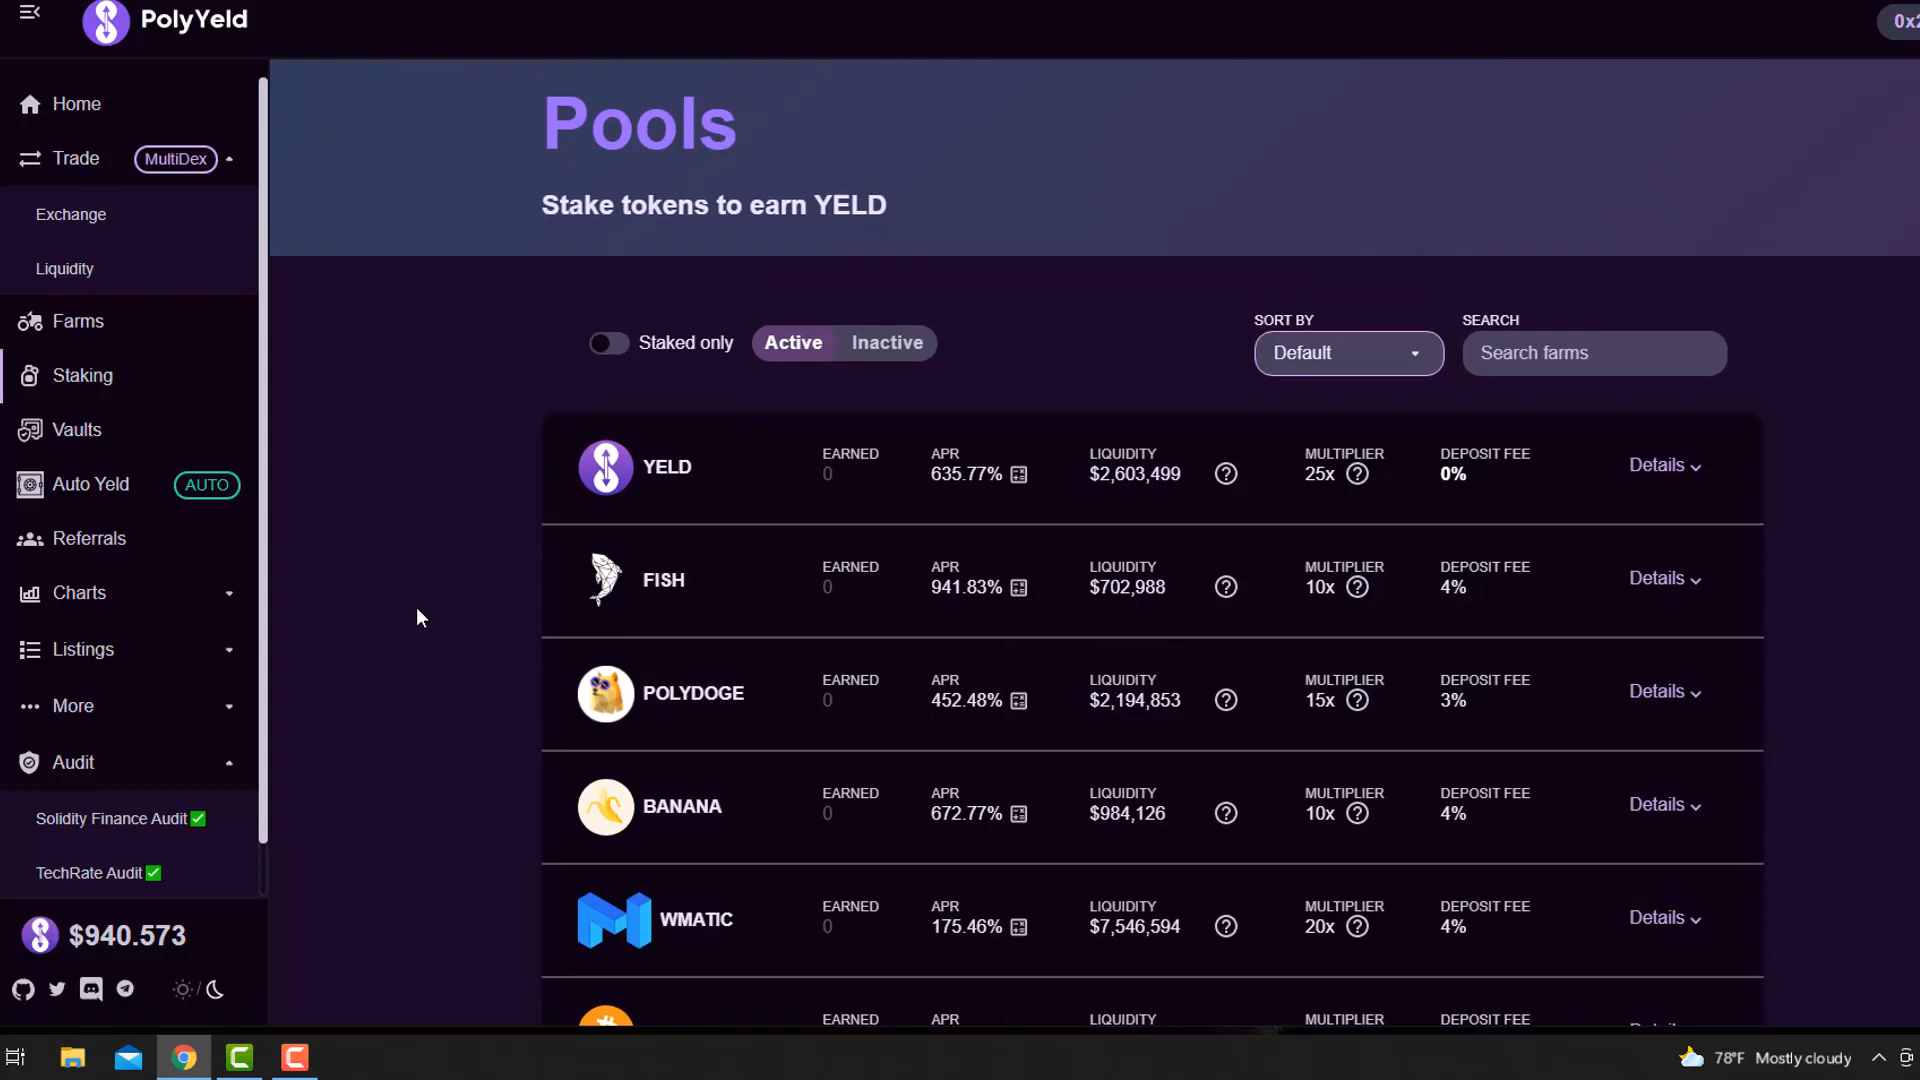 PolyYeld
0x2
Home
Trade MultiDex
Exchange
Liquidity
Farms
Staking
Vaults
Auto Yeld AUTO
Referrals
Charts
Listings
More
Audit
Solidity Finance Audit
TechRate Audit
$940.573
Pools
Stake tokens to earn YELD
Staked only Active Inactive
SORT BY
Default
SEARCH
Search farms
YELD
EARNED APR LIQUIDITY MULTIPLIER DEPOSIT FEE
0 635.77% $2,603,499 25x 0%
Details
FISH
EARNED APR LIQUIDITY MULTIPLIER DEPOSIT FEE
0 941.83% $702,988 10x 4%
Details
POLYDOGE
EARNED APR LIQUIDITY MULTIPLIER DEPOSIT FEE
0 452.48% $2,194,853 15x 3%
Details
BANANA
EARNED APR LIQUIDITY MULTIPLIER DEPOSIT FEE
0 672.77% $984,126 10x 4%
Details
WMATIC
EARNED APR LIQUIDITY MULTIPLIER DEPOSIT FEE
0 175.46% $7,546,594 20x 4%
Details
EARNED APR LIQUIDITY MULTIPLIER DEPOSIT FEE
78°F Mostly cloudy